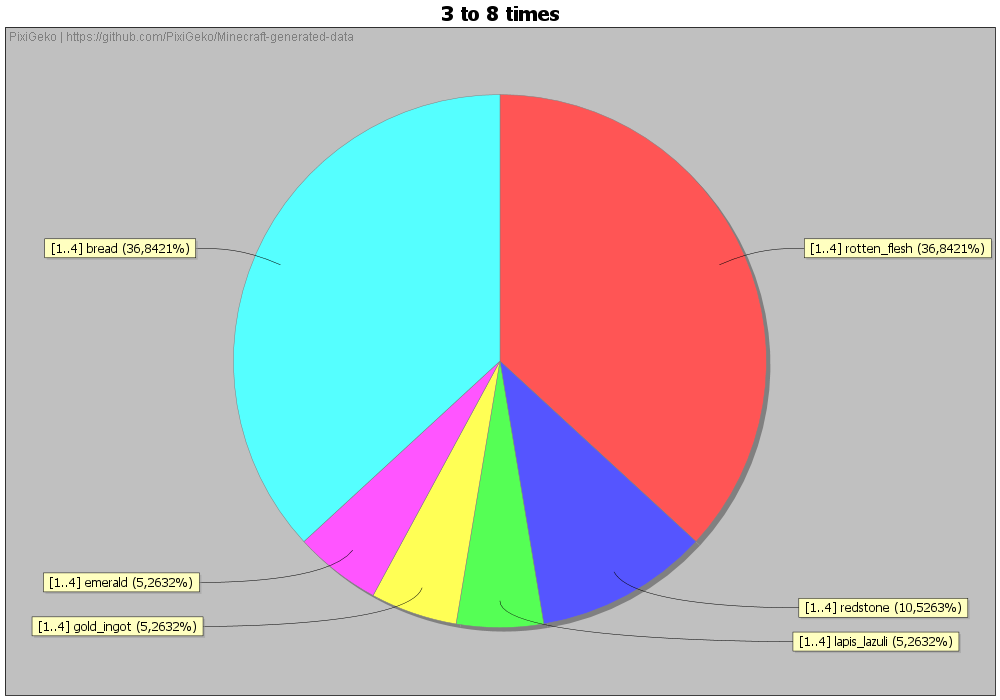 3 to 8 times
PixiGeko | https://github.com/PixiGeko/Minecraft-generated-data
[1..4] bread (36,8421%)
[1..4] rotten_flesh (36,8421%)
[1..4] emerald (5,2632%)
[1..4] redstone (10,5263%)
[1..4] gold_ingot (5,2632%)
[1..4] lapis_lazuli (5,2632%)